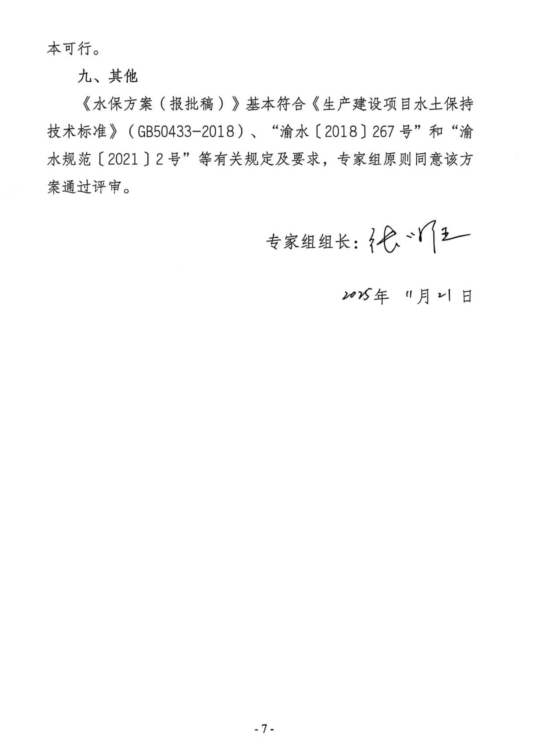 本可行。
九、其他
《水保方案（报批稿）》基本符合《生产建设项目水土保持
技术标准》（GB50433-2018）、“渝水〔2018〕267号”和“渝
水规范〔2021〕2号”等有关规定及要求，专家组原则同意该方
案通过评审。
专家组组长：
2025年 11月21日
-7-